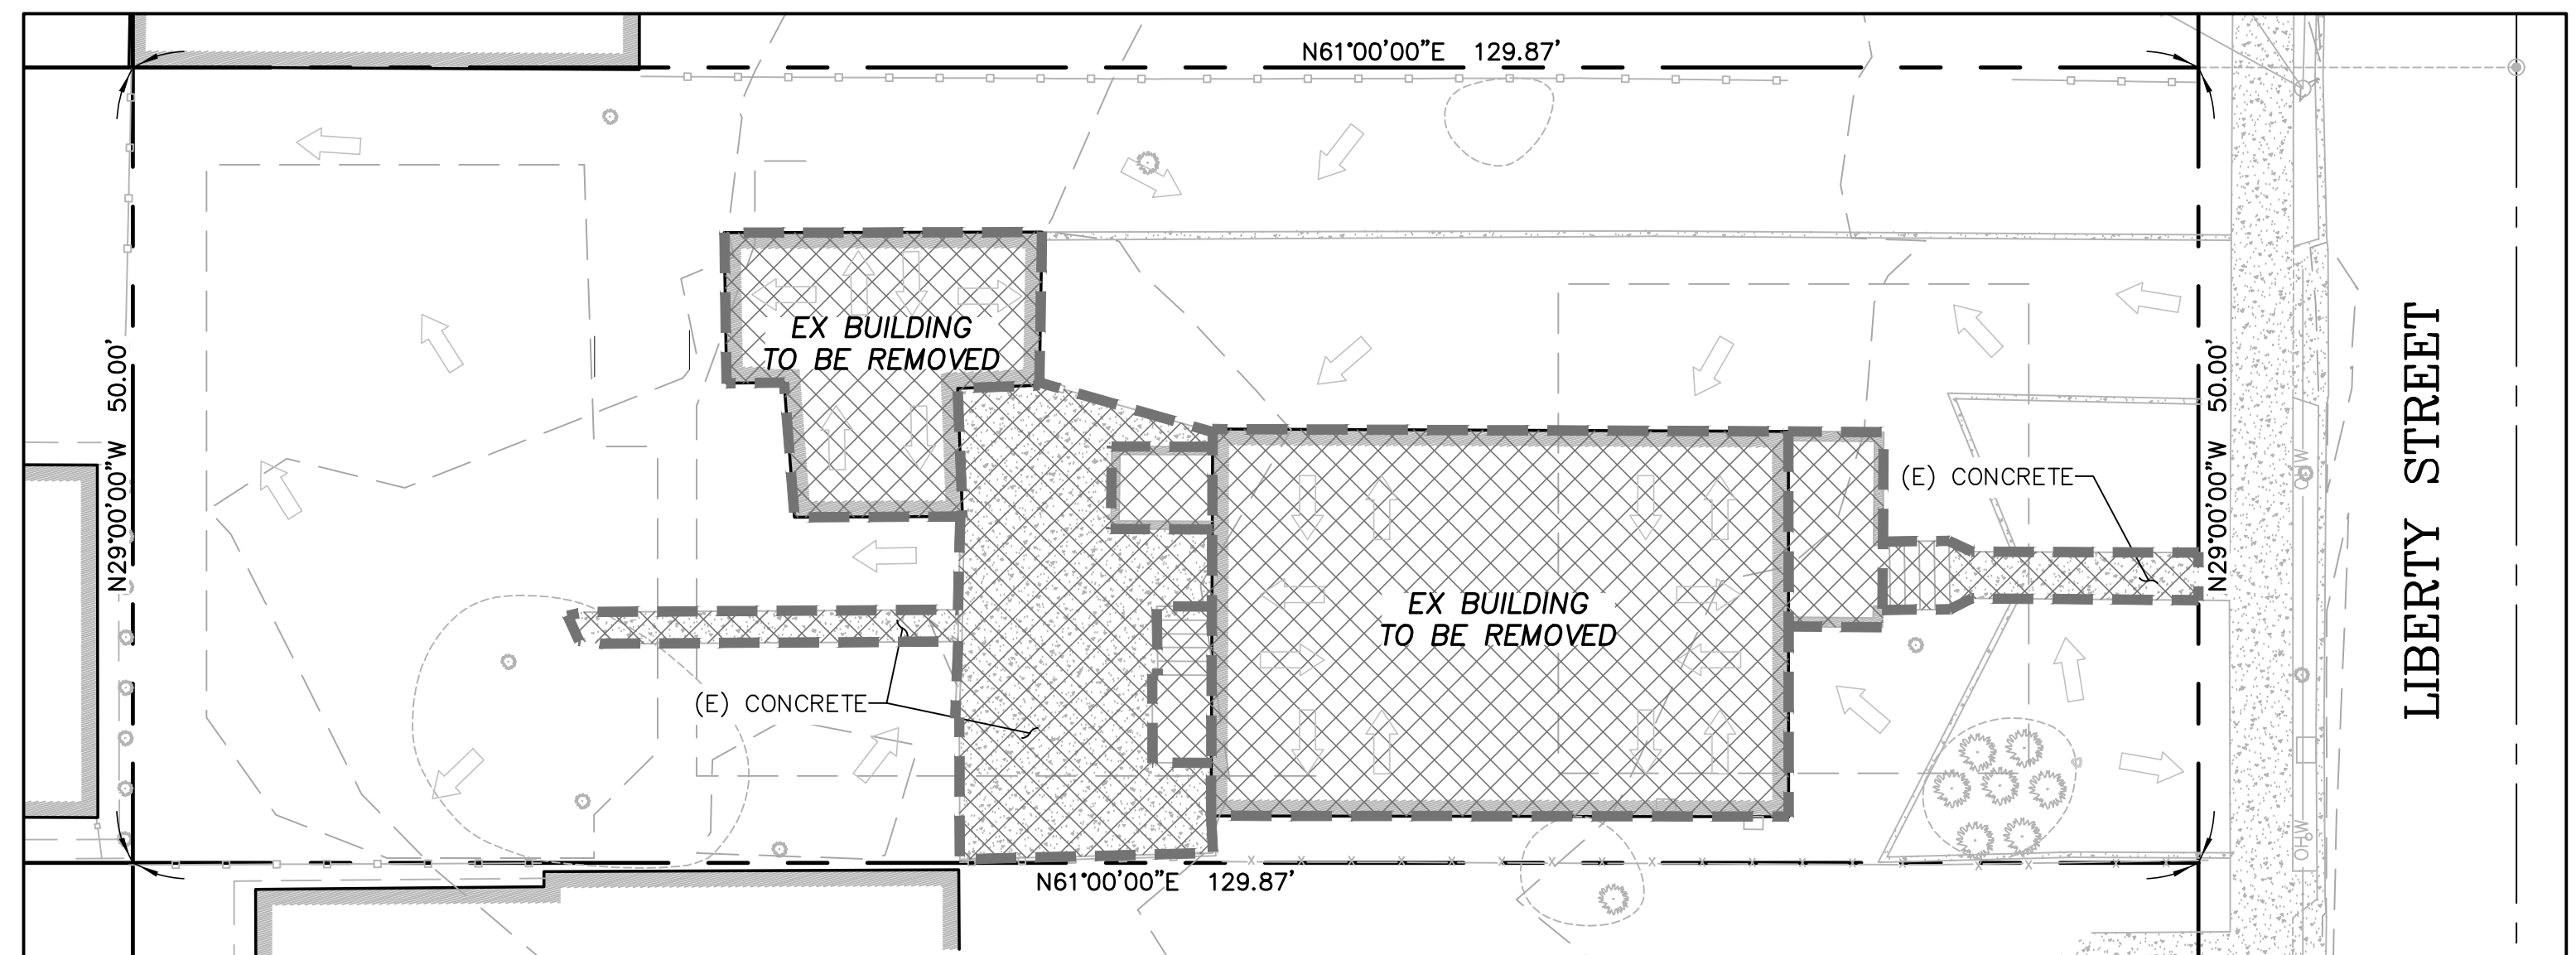 N61°00'00"E 129.87'
EX BUILDING
TO BE REMOVED
N29°00'00"W 50.00'
N29°00'00"W 50.00'
LIBERTY STREET
(E) CONCRETE
OHW
EX BUILDING
TO BE REMOVED
(E) CONCRETE
OHW
N61°00'00"E 129.87'